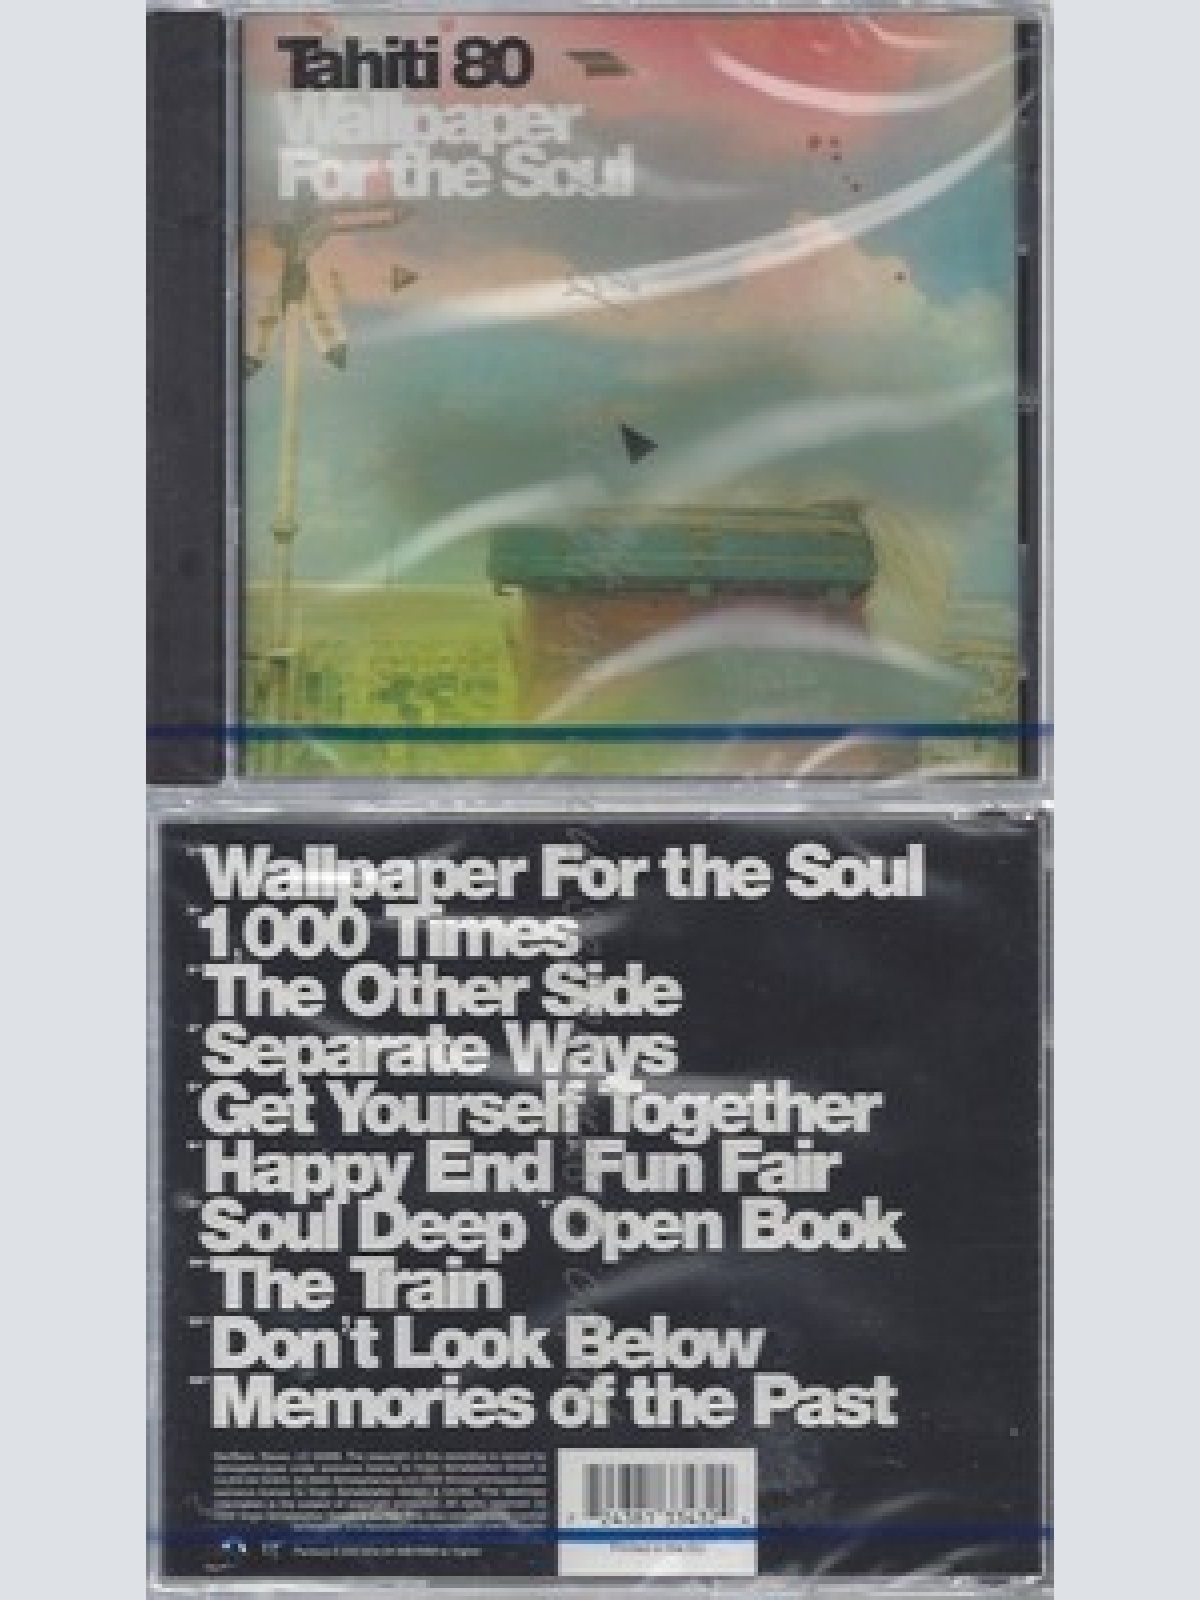 Tahiti 80
Wallpaper
For the Soul
Wallpaper For the Soul
1,000 Times
The Other Side
Separate Ways
Get Yourself Together
Happy End Fun Fair
Soul Deep Open Book
The Train
Don't Look Below
Memories of the Past